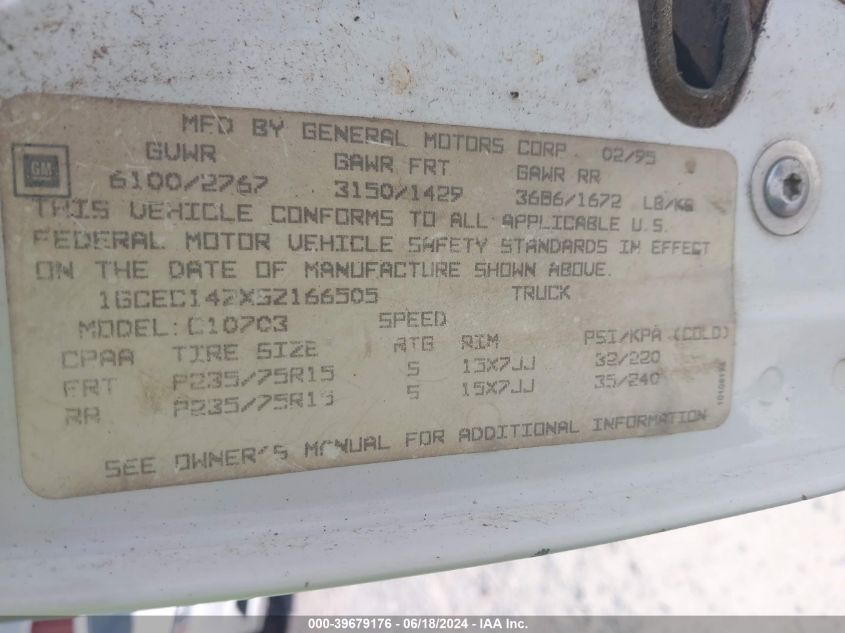 MFD BY GENERAL MOTORS CORP 02/95
GM
GVWR GAWR FRT GAWR RR
6100/2767 3150/1429 3686/1672 LB/KG
THIS VEHICLE CONFORMS TO ALL APPLICABLE U.S.
FEDERAL MOTOR VEHICLE SAFETY STANDARDS IN EFFECT
ON THE DATE OF MANUFACTURE SHOWN ABOVE.
1GCEC14ZXSZ166505 TRUCK
MODEL: C10703 SPEED
CPAA TIRE SIZE RTG RIM PSI/KPA (COLD)
FRT P235/75R15 S 15X7JJ 32/220
RR P235/75R15 S 15X7JJ 35/240
SEE OWNER'S MANUAL FOR ADDITIONAL INFORMATION
000-39679176 - 06/18/2024 - IAA Inc.